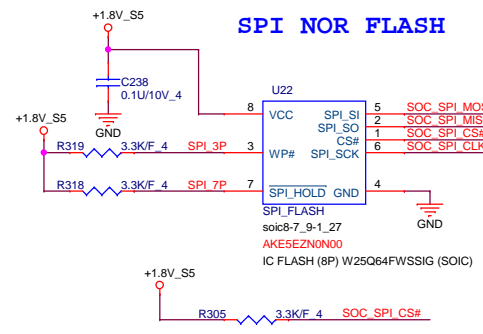 SPI NOR FLASH
+1.8V_S5
C238
0.1U/10V_4
GND
+1.8V_S5
R319 3.3K/F_4 SPI_3P
R318 3.3K/F_4 SPI_7P
U22
8 VCC SPI_SI 5 SOC_SPI_MOS
SPI_SO 2 SOC_SPI_MIS
CS# 1 SOC_SPI_CS#
3 WP# SPI_SCK 6 SOC_SPI_CLK
7 SPI_HOLD GND 4
GND
SPI_FLASH
soic8-7_9-1_27
AKE5EZN0N00
IC FLASH (8P) W25Q64FWSSIG (SOIC)
+1.8V_S5
R305 3.3K/F_4 SOC_SPI_CS#